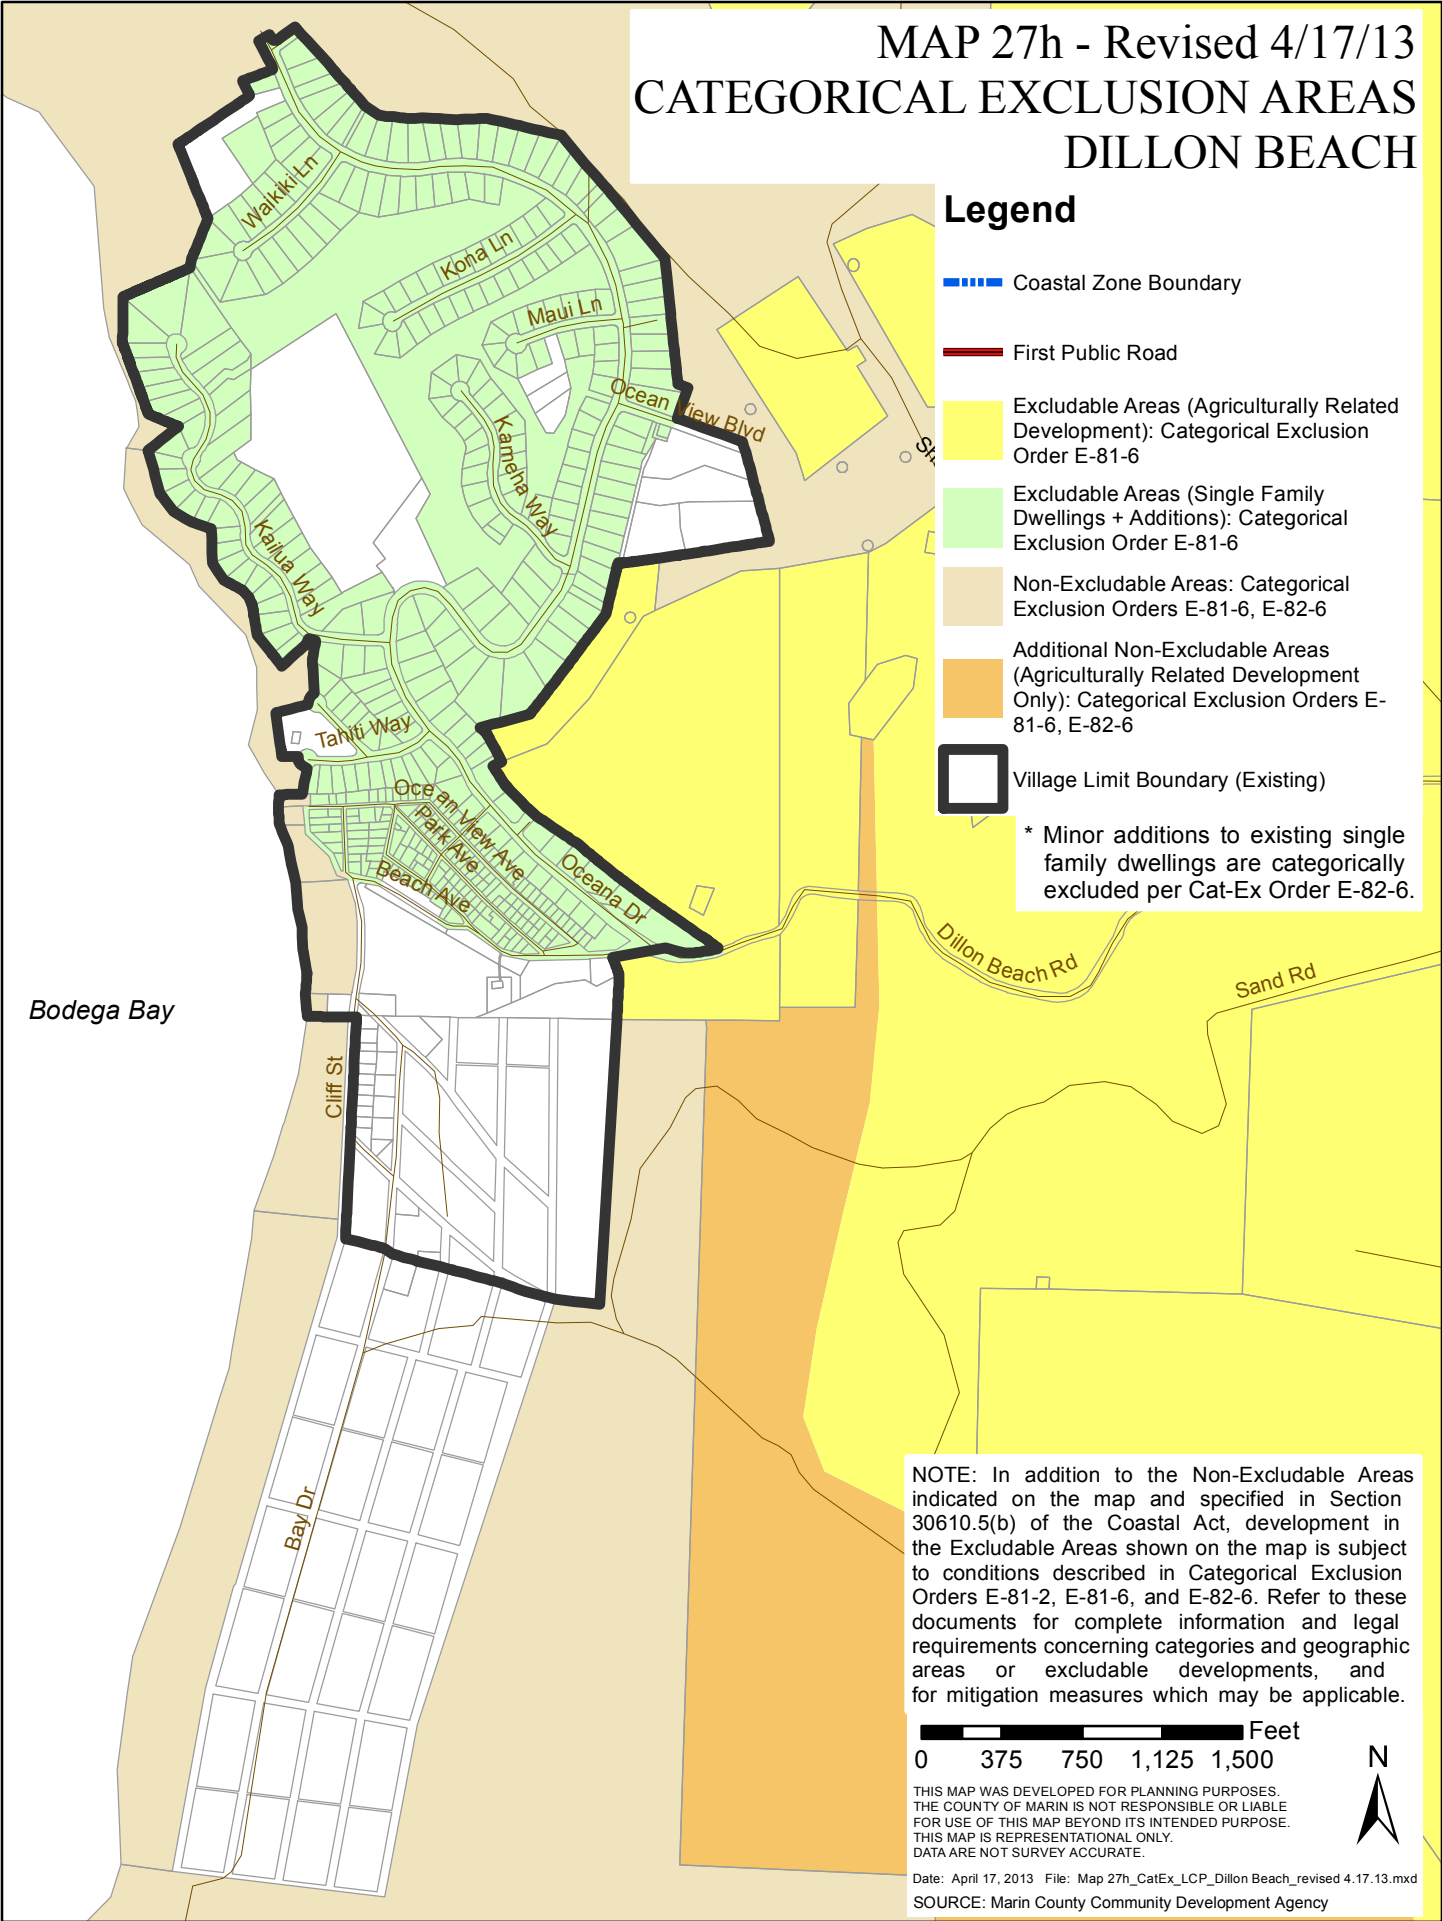 MAP 27h - Revised 4/17/13
CATEGORICAL EXCLUSION AREAS
DILLON BEACH
Legend
Coastal Zone Boundary
First Public Road
Excludable Areas (Agriculturally Related
Development): Categorical Exclusion
Order E-81-6
Excludable Areas (Single Family
Dwellings + Additions): Categorical
Exclusion Order E-81-6
Non-Excludable Areas: Categorical
Exclusion Orders E-81-6, E-82-6
Additional Non-Excludable Areas
(Agriculturally Related Development
Only): Categorical Exclusion Orders E-
81-6, E-82-6
Village Limit Boundary (Existing)
* Minor additions to existing single
family dwellings are categorically
excluded per Cat-Ex Order E-82-6.
Waikiki Ln
Kona Ln
Maui Ln
Ocean View Blvd
Kameha Way
Kailua Way
Tahiti Way
Ocean View Ave
Park Ave
Beach Ave
Oceana Dr
Dillon Beach Rd
Sand Rd
Bodega Bay
Cliff St
Bay Dr
NOTE: In addition to the Non-Excludable Areas
indicated on the map and specified in Section
30610.5(b) of the Coastal Act, development in
the Excludable Areas shown on the map is subject
to conditions described in Categorical Exclusion
Orders E-81-2, E-81-6, and E-82-6. Refer to these
documents for complete information and legal
requirements concerning categories and geographic
areas or excludable developments, and
for mitigation measures which may be applicable.
Feet
0 375 750 1,125 1,500
N
THIS MAP WAS DEVELOPED FOR PLANNING PURPOSES.
THE COUNTY OF MARIN IS NOT RESPONSIBLE OR LIABLE
FOR USE OF THIS MAP BEYOND ITS INTENDED PURPOSE.
THIS MAP IS REPRESENTATIONAL ONLY.
DATA ARE NOT SURVEY ACCURATE.
Date: April 17, 2013 File: Map 27h_CatEx_LCP_Dillon Beach_revised 4.17.13.mxd
SOURCE: Marin County Community Development Agency